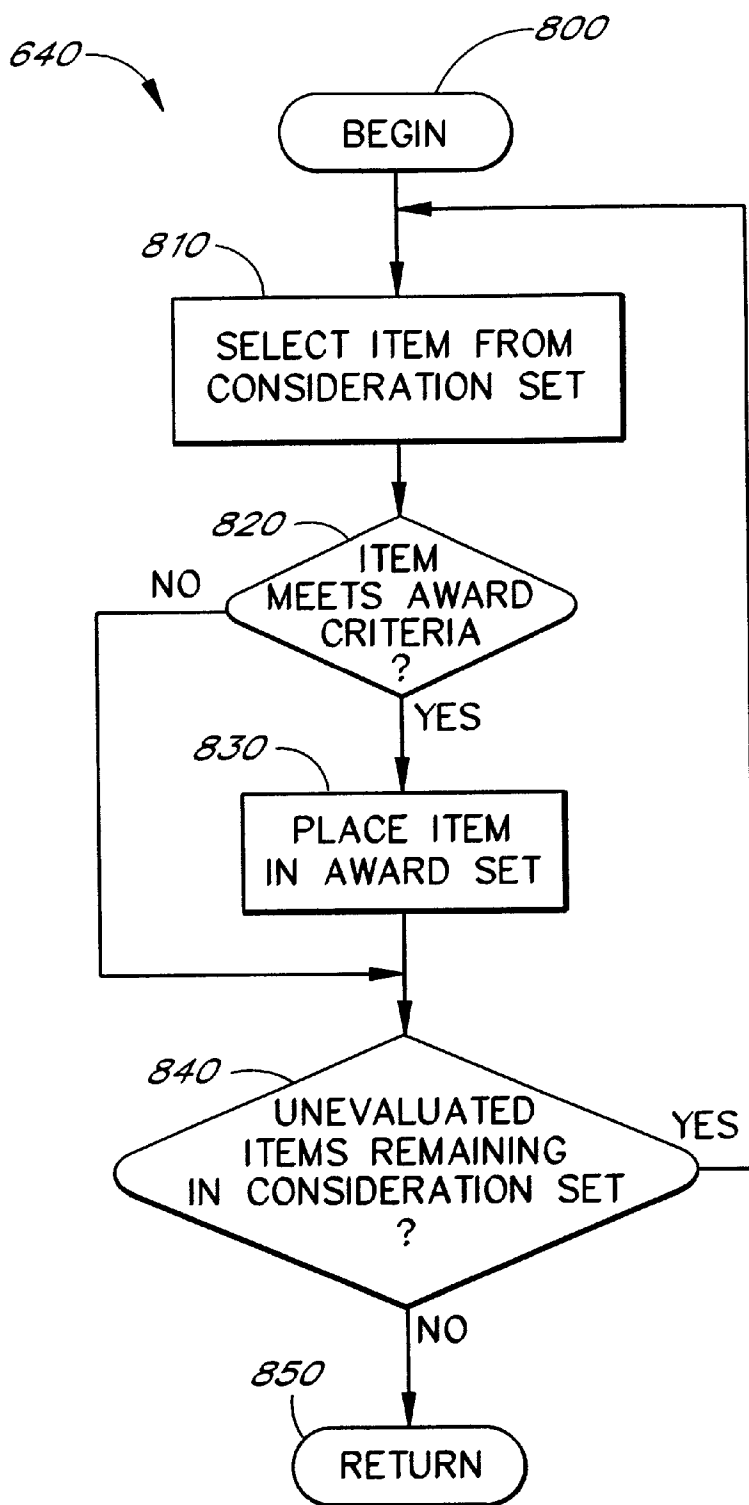 640
800
BEGIN
810
SELECT ITEM FROM
CONSIDERATION SET
820
ITEM
MEETS AWARD
CRITERIA
?
NO
YES
830
PLACE ITEM
IN AWARD SET
840
UNEVALUATED
ITEMS REMAINING
IN CONSIDERATION SET
?
YES
NO
850
RETURN